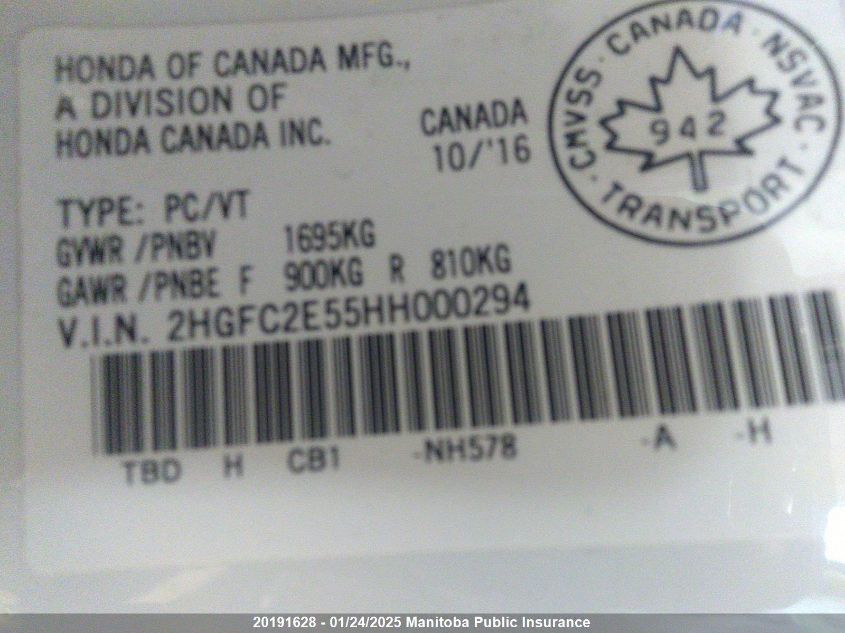 HONDA OF CANADA MFG.,
A DIVISION OF
HONDA CANADA INC.
CANADA
10/'16
CMVSS · CANADA · NSVAC · TRANSPORT ·
942
TYPE: PC/VT
GVWR /PNBV 1695KG
GAWR /PNBE F 900KG R 810KG
V.I.N. 2HGFC2E55HH000294
TBD H CB1 -NH578 -A -H
20191628 - 01/24/2025 Manitoba Public Insurance